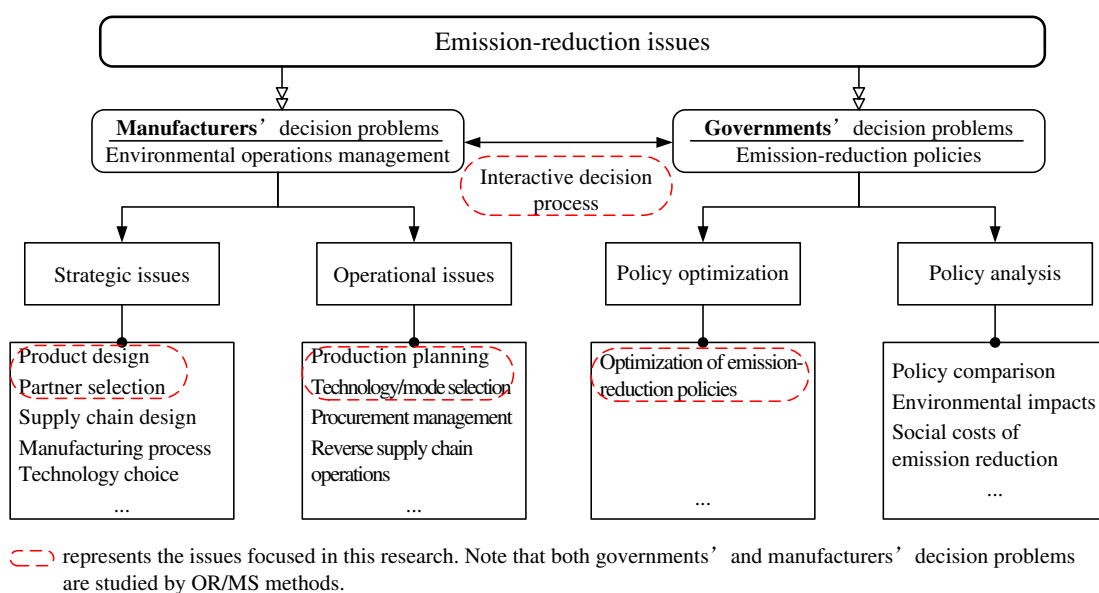 Emission-reduction issues
Manufacturers’ decision problems
Environmental operations management
Governments’ decision problems
Emission-reduction policies
Interactive decision
process
Strategic issues
Operational issues
Policy optimization
Policy analysis
Product design
Partner selection
Supply chain design
Manufacturing process
Technology choice
...
Production planning
Technology/mode selection
Procurement management
Reverse supply chain
operations
...
Optimization of emission-
reduction policies
...
Policy comparison
Environmental impacts
Social costs of
emission reduction
...
represents the issues focused in this research. Note that both governments’ and manufacturers’ decision problems
are studied by OR/MS methods.